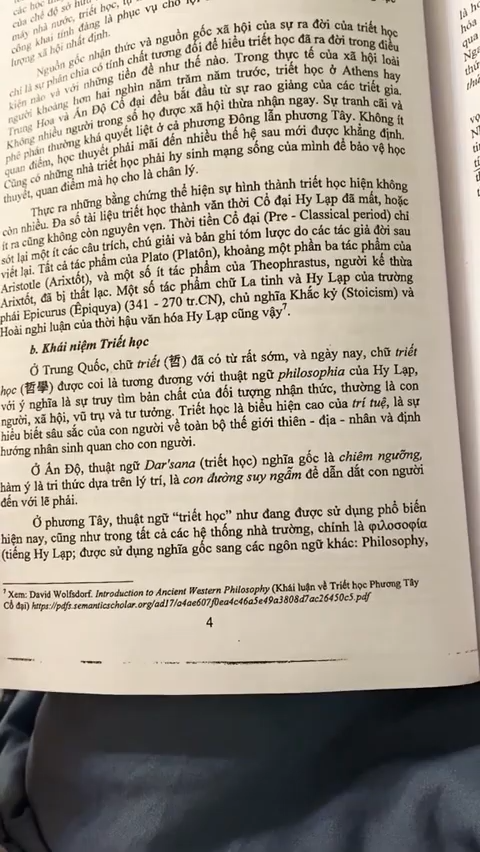 máy nhà nước, triết học,
công khai tính đảng là phục vụ cho lợi
tượng xã hội nhất định.
Nguồn gốc nhận thức và nguồn gốc xã hội của sự ra đời của triết học
chỉ là sự phân chia có tính chất tương đối để hiểu triết học đã ra đời trong điều
kiện nào và với những tiền đề như thế nào. Trong thực tế của xã hội loài
người khoảng hơn hai nghìn năm trăm năm trước, triết học ở Athens hay
Trung Hoa và Ấn Độ Cổ đại đều bắt đầu từ sự rao giảng của các triết gia.
Không nhiều người trong số họ được xã hội thừa nhận ngay. Sự tranh cãi và
phê phán thường khá quyết liệt ở cả phương Đông lẫn phương Tây. Không ít
quan điểm, học thuyết phải mãi đến nhiều thế hệ sau mới được khẳng định.
Cũng có những nhà triết học phải hy sinh mạng sống của mình để bảo vệ học
thuyết, quan điểm mà họ cho là chân lý.
Thực ra những bằng chứng thể hiện sự hình thành triết học hiện không
còn nhiều. Đa số tài liệu triết học thành văn thời Cổ đại Hy Lạp đã mất, hoặc
ít ra cũng không còn nguyên vẹn. Thời tiền Cổ đại (Pre - Classical period) chỉ
sót lại một ít các câu trích, chú giải và bản ghi tóm lược do các tác giả đời sau
viết lại. Tất cả tác phẩm của Plato (Platôn), khoảng một phần ba tác phẩm của
Aristotle (Arixtốt), và một số ít tác phẩm của Theophrastus, người kế thừa
Arixtốt, đã bị thất lạc. Một số tác phẩm chữ La tinh và Hy Lạp của trường
phái Epicurus (Êpiquya) (341 - 270 tr.CN), chủ nghĩa Khắc kỷ (Stoicism) và
Hoài nghi luận của thời hậu văn hóa Hy Lạp cũng vậy⁷.
b. Khái niệm Triết học
Ở Trung Quốc, chữ triết (哲) đã có từ rất sớm, và ngày nay, chữ triết
học (哲學) được coi là tương đương với thuật ngữ philosophia của Hy Lạp,
với ý nghĩa là sự truy tìm bản chất của đối tượng nhận thức, thường là con
người, xã hội, vũ trụ và tư tưởng. Triết học là biểu hiện cao của trí tuệ, là sự
hiểu biết sâu sắc của con người về toàn bộ thế giới thiên - địa - nhân và định
hướng nhân sinh quan cho con người.
Ở Ấn Độ, thuật ngữ Dar'sana (triết học) nghĩa gốc là chiêm ngưỡng,
hàm ý là tri thức dựa trên lý trí, là con đường suy ngẫm để dẫn dắt con người
đến với lẽ phải.
Ở phương Tây, thuật ngữ “triết học” như đang được sử dụng phổ biến
hiện nay, cũng như trong tất cả các hệ thống nhà trường, chính là φιλοσοφία
(tiếng Hy Lạp; được sử dụng nghĩa gốc sang các ngôn ngữ khác: Philosophy,
⁷ Xem: David Wolfsdorf. Introduction to Ancient Western Philosophy (Khái luận về Triết học Phương Tây
Cổ đại) https://pdfs.semanticscholar.org/ad17/a4ae607f0ea4c46a5e49a3808d7ac26450c5.pdf
4